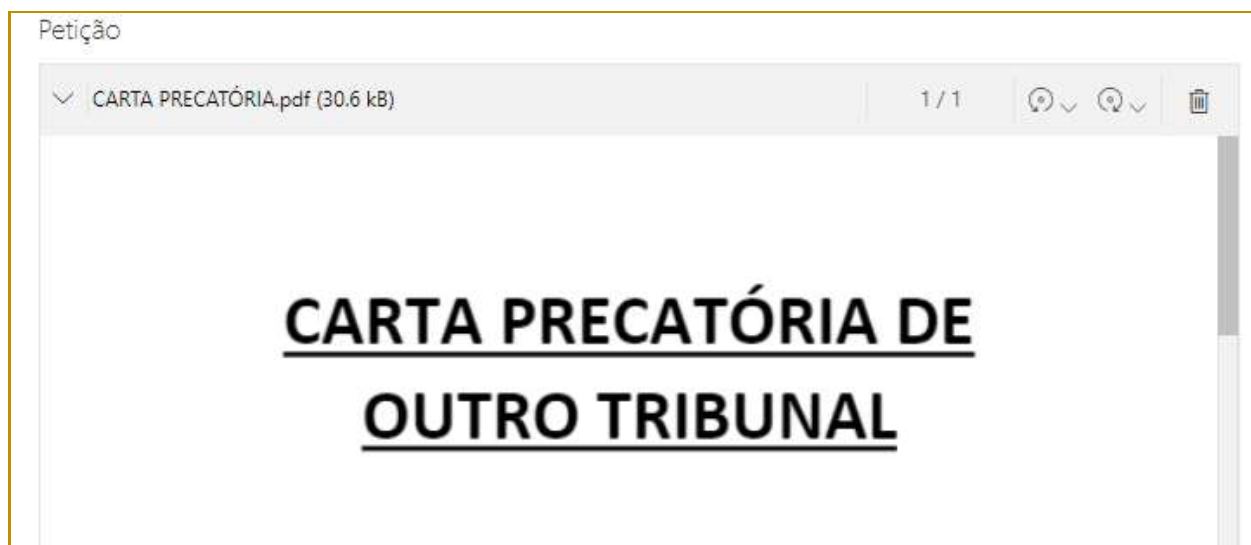 Petição
CARTA PRECATÓRIA.pdf (30.6 kB) 1 / 1
CARTA PRECATÓRIA DE
OUTRO TRIBUNAL